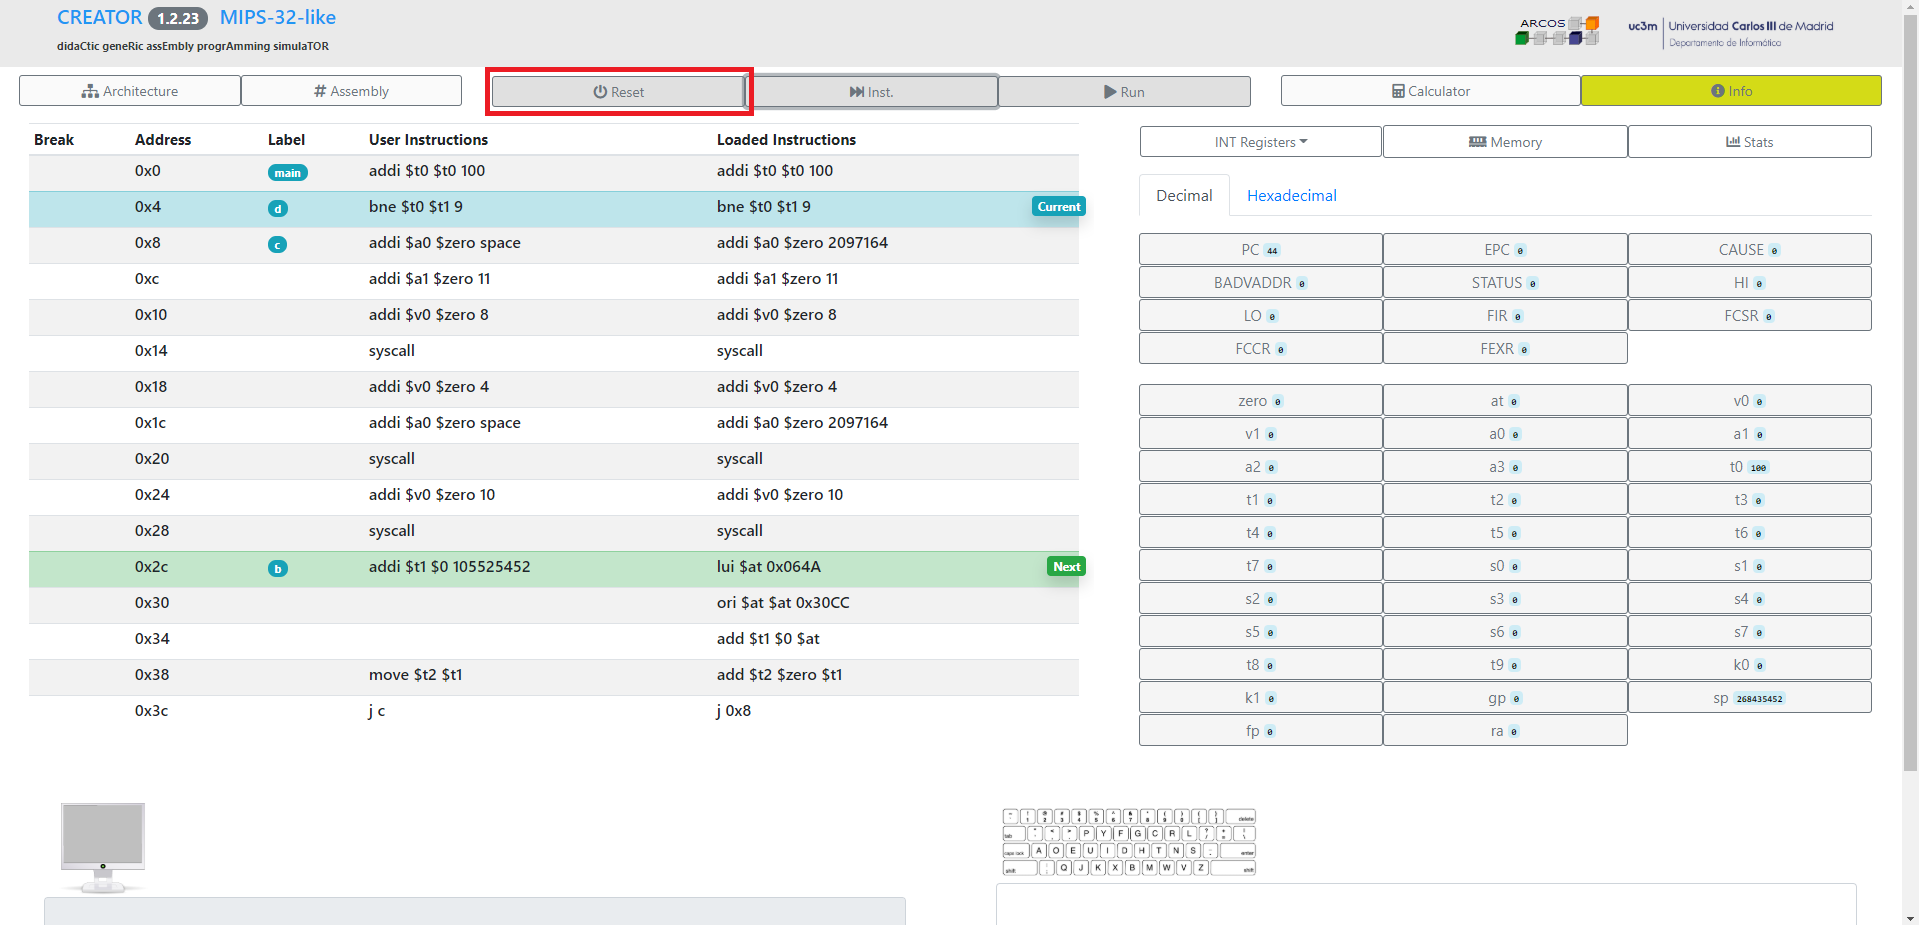 CREATOR 1.2.23 MIPS-32-like
didaCtic geneRic assEmbly progrAmming simulaTOR
ARCOS
uc3m Universidad Carlos III de Madrid
Departamento de Informática
Architecture # Assembly Reset Inst. Run Calculator Info
Break Address Label User Instructions Loaded Instructions
0x0 main addi $t0 $t0 100 addi $t0 $t0 100
0x4 d bne $t0 $t1 9 bne $t0 $t1 9 Current
0x8 c addi $a0 $zero space addi $a0 $zero 2097164
0xc addi $a1 $zero 11 addi $a1 $zero 11
0x10 addi $v0 $zero 8 addi $v0 $zero 8
0x14 syscall syscall
0x18 addi $v0 $zero 4 addi $v0 $zero 4
0x1c addi $a0 $zero space addi $a0 $zero 2097164
0x20 syscall syscall
0x24 addi $v0 $zero 10 addi $v0 $zero 10
0x28 syscall syscall
0x2c b addi $t1 $0 105525452 lui $at 0x064A Next
0x30 ori $at $at 0x30CC
0x34 add $t1 $0 $at
0x38 move $t2 $t1 add $t2 $zero $t1
0x3c j c j 0x8
INT Registers Memory Stats
Decimal Hexadecimal
PC 44 EPC 0 CAUSE 0
BADVADDR 0 STATUS 0 HI 0
LO 0 FIR 0 FCSR 0
FCCR 0 FEXR 0
zero 0 at 0 v0 0
v1 0 a0 0 a1 0
a2 0 a3 0 t0 100
t1 0 t2 0 t3 0
t4 0 t5 0 t6 0
t7 0 s0 0 s1 0
s2 0 s3 0 s4 0
s5 0 s6 0 s7 0
t8 0 t9 0 k0 0
k1 0 gp 0 sp 268435452
fp 0 ra 0
delete
tab P Y F G C R L
caps lock A O E U I D H T N S enter
shift Q J K X B M W V Z shift